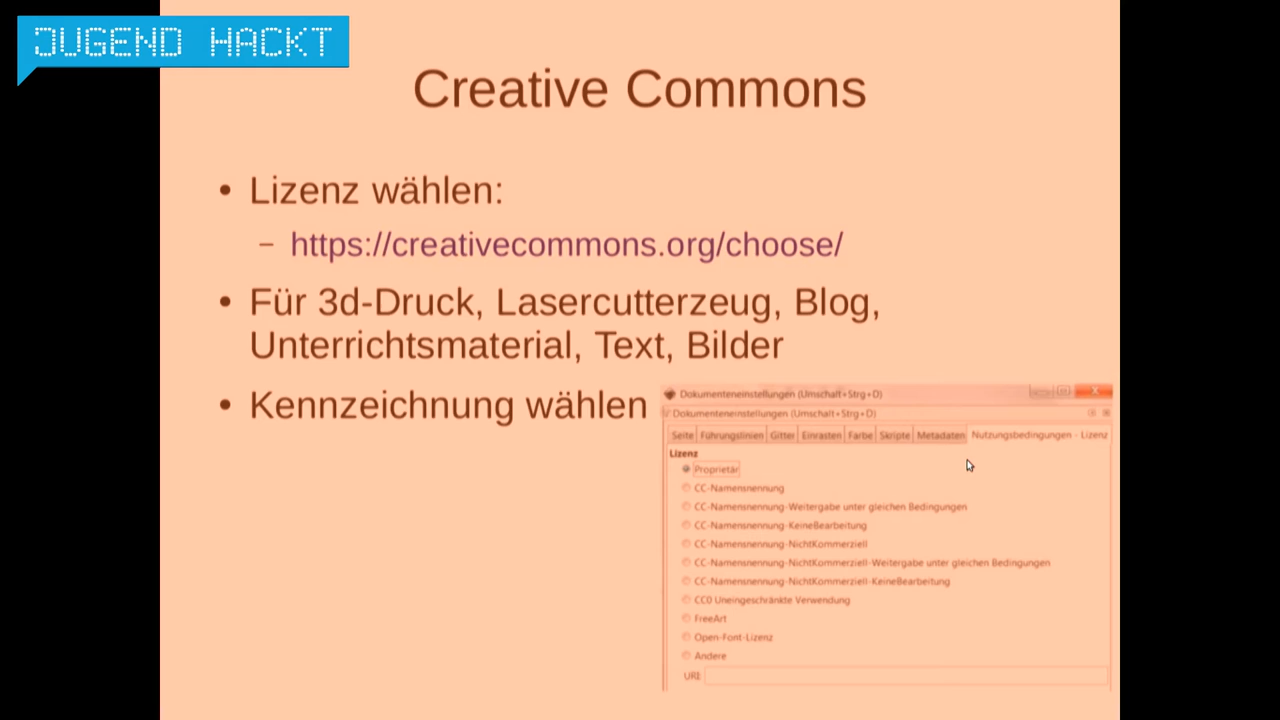 JUGEND HACKT
Creative Commons
• Lizenz wählen:
– https://creativecommons.org/choose/
• Für 3d-Druck, Lasercutterzeug, Blog,
Unterrichtsmaterial, Text, Bilder
• Kennzeichnung wählen
Dokumenteneinstellungen (Umschalt+Strg+D)
Dokumenteneinstellungen (Umschalt+Strg+D)
Seite Führungslinien Gitter Einrasten Farbe Skripte Metadaten Nutzungsbedingungen - Lizenz
Lizenz
Proprietär
CC-Namensnennung
CC-Namensnennung-Weitergabe unter gleichen Bedingungen
CC-Namensnennung-KeineBearbeitung
CC-Namensnennung-NichtKommerziell
CC-Namensnennung-NichtKommerziell-Weitergabe unter gleichen Bedingungen
CC-Namensnennung-NichtKommerziell-KeineBearbeitung
CC0 Uneingeschränkte Verwendung
FreeArt
Open-Font-Lizenz
Andere
URI: